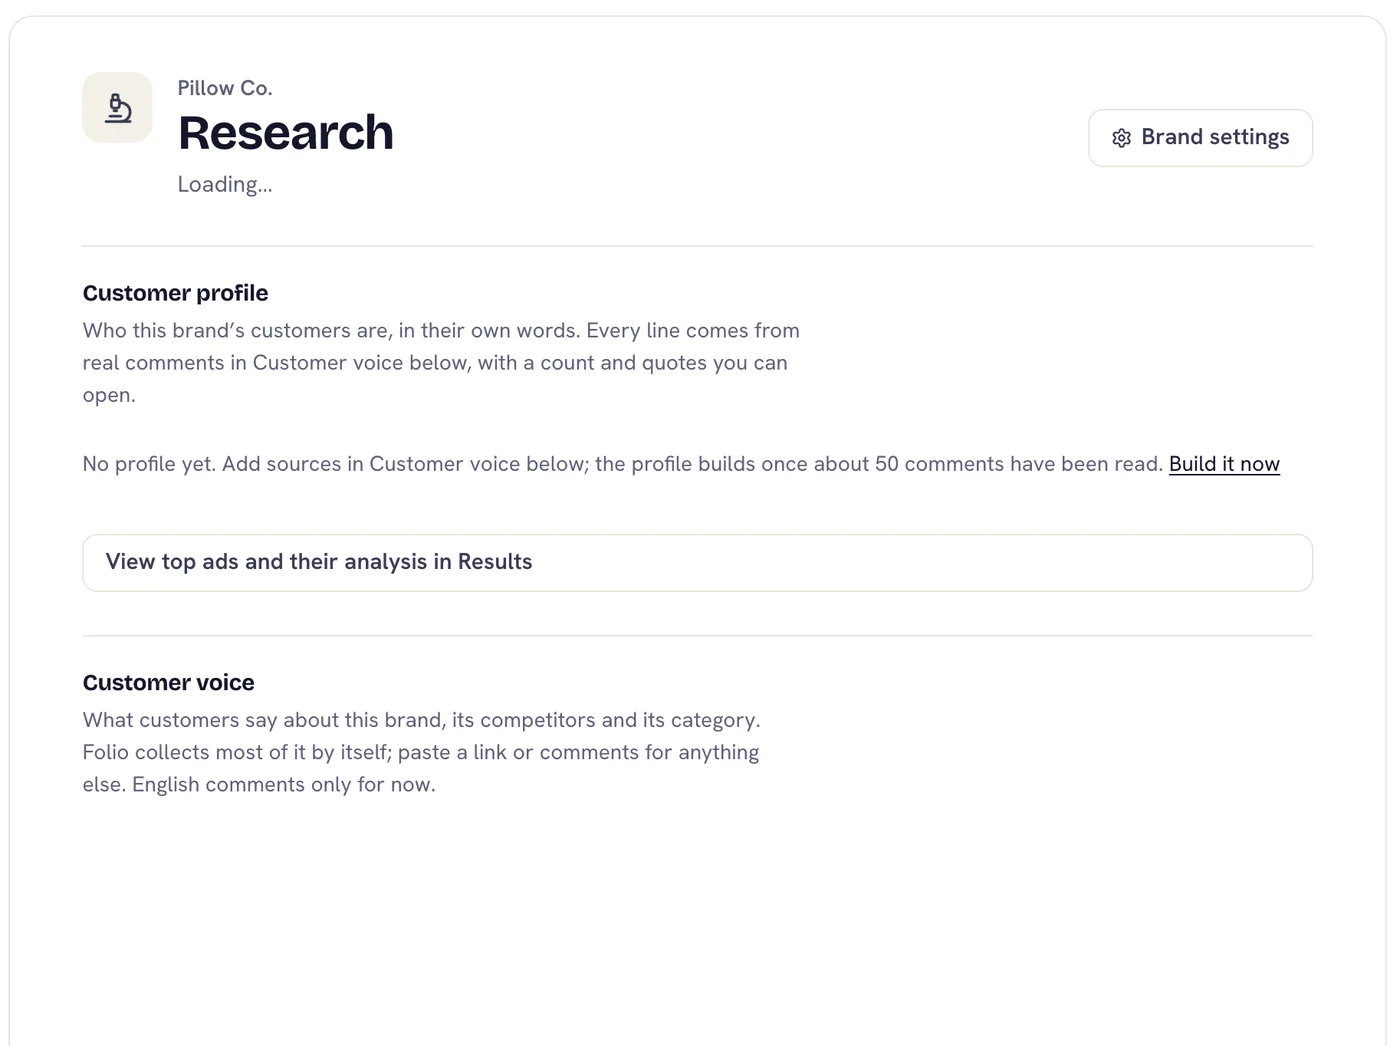 Pillow Co.
Research
Loading...
Brand settings
Customer profile
Who this brand’s customers are, in their own words. Every line comes from
real comments in Customer voice below, with a count and quotes you can
open.
No profile yet. Add sources in Customer voice below; the profile builds once about 50 comments have been read. Build it now
View top ads and their analysis in Results
Customer voice
What customers say about this brand, its competitors and its category.
Folio collects most of it by itself; paste a link or comments for anything
else. English comments only for now.